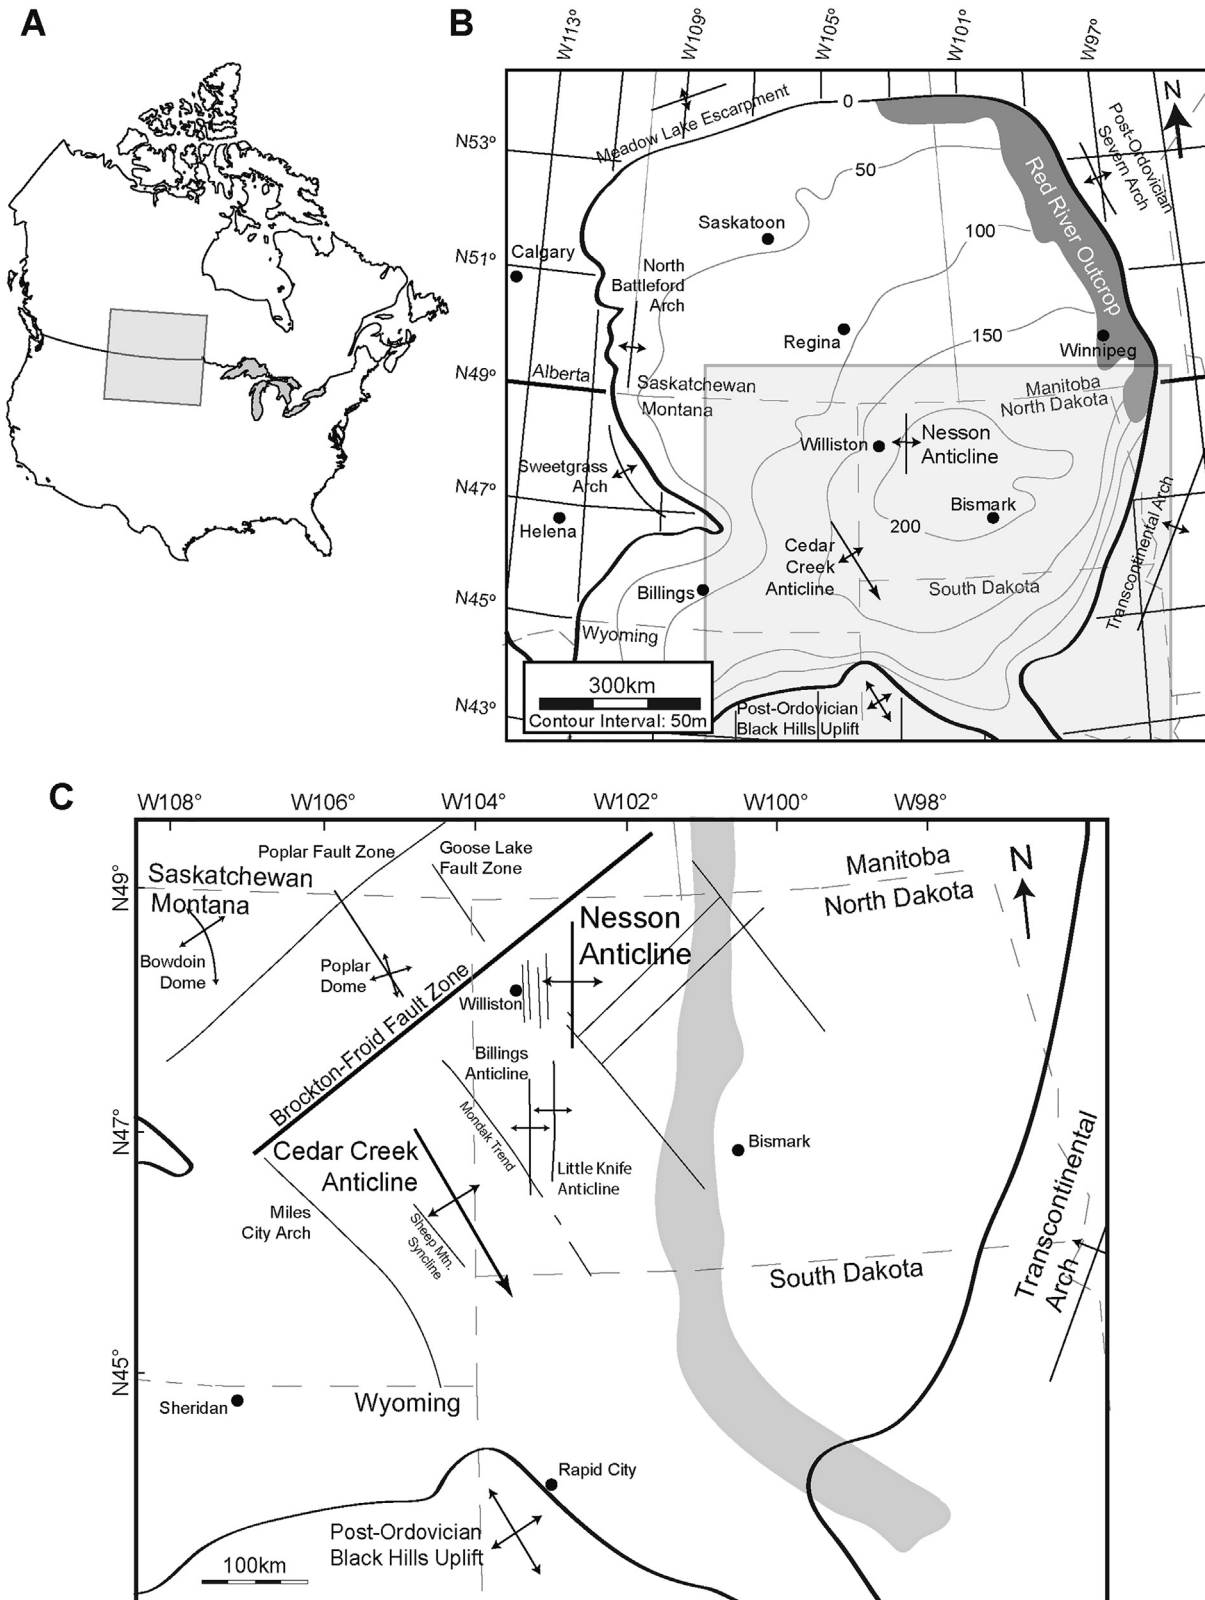 A
B
W113°
W109°
W105°
W101°
W97°
N53°
N51°
N49°
N47°
N45°
N43°
Meadow Lake Escarpment
0
50
100
150
200
N
Post-Ordovician
Severn Arch
Red River Outcrop
Saskatoon
Calgary
North
Battleford
Arch
Regina
Winnipeg
Alberta
Saskatchewan
Montana
Manitoba
North Dakota
Williston
Nesson
Anticline
Sweetgrass
Arch
Bismark
Helena
Cedar
Creek
Anticline
Transcontinental Arch
Billings
South Dakota
Wyoming
300km
Contour Interval: 50m
Post-Ordovician
Black Hills Uplift
C
W108°
W106°
W104°
W102°
W100°
W98°
N49°
N47°
N45°
Poplar Fault Zone
Goose Lake
Fault Zone
Saskatchewan
Montana
Manitoba
North Dakota
N
Nesson
Anticline
Bowdoin
Dome
Poplar
Dome
Williston
Brockton-Froid Fault Zone
Billings
Anticline
Mondak Trend
Little Knife
Anticline
Bismark
Cedar Creek
Anticline
Miles
City Arch
Sheep Mtn.
Syncline
South Dakota
Transcontinental
Arch
Wyoming
Sheridan
Rapid City
Post-Ordovician
Black Hills Uplift
100km